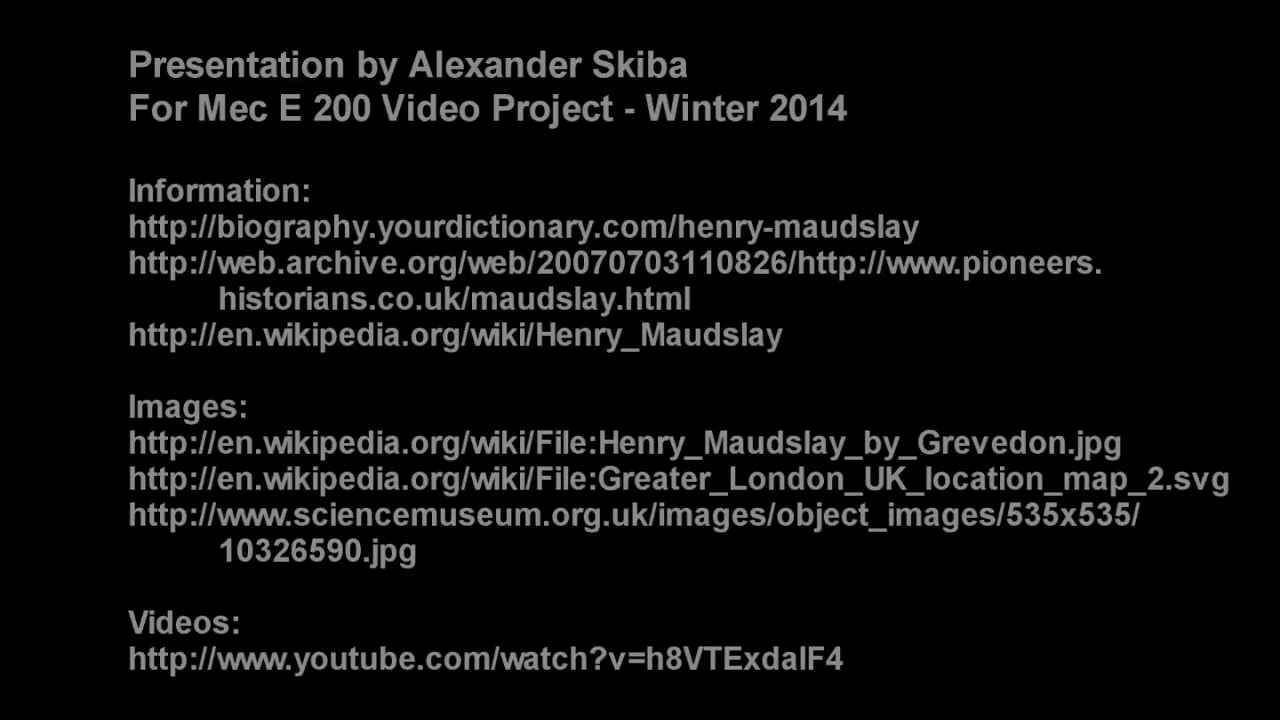 Presentation by Alexander Skiba
For Mec E 200 Video Project - Winter 2014
Information:
http://biography.yourdictionary.com/henry-maudslay
http://web.archive.org/web/20070703110826/http://www.pioneers.
historians.co.uk/maudslay.html
http://en.wikipedia.org/wiki/Henry_Maudslay
Images:
http://en.wikipedia.org/wiki/File:Henry_Maudslay_by_Grevedon.jpg
http://en.wikipedia.org/wiki/File:Greater_London_UK_location_map_2.svg
http://www.sciencemuseum.org.uk/images/object_images/535x535/
10326590.jpg
Videos:
http://www.youtube.com/watch?v=h8VTExdalF4